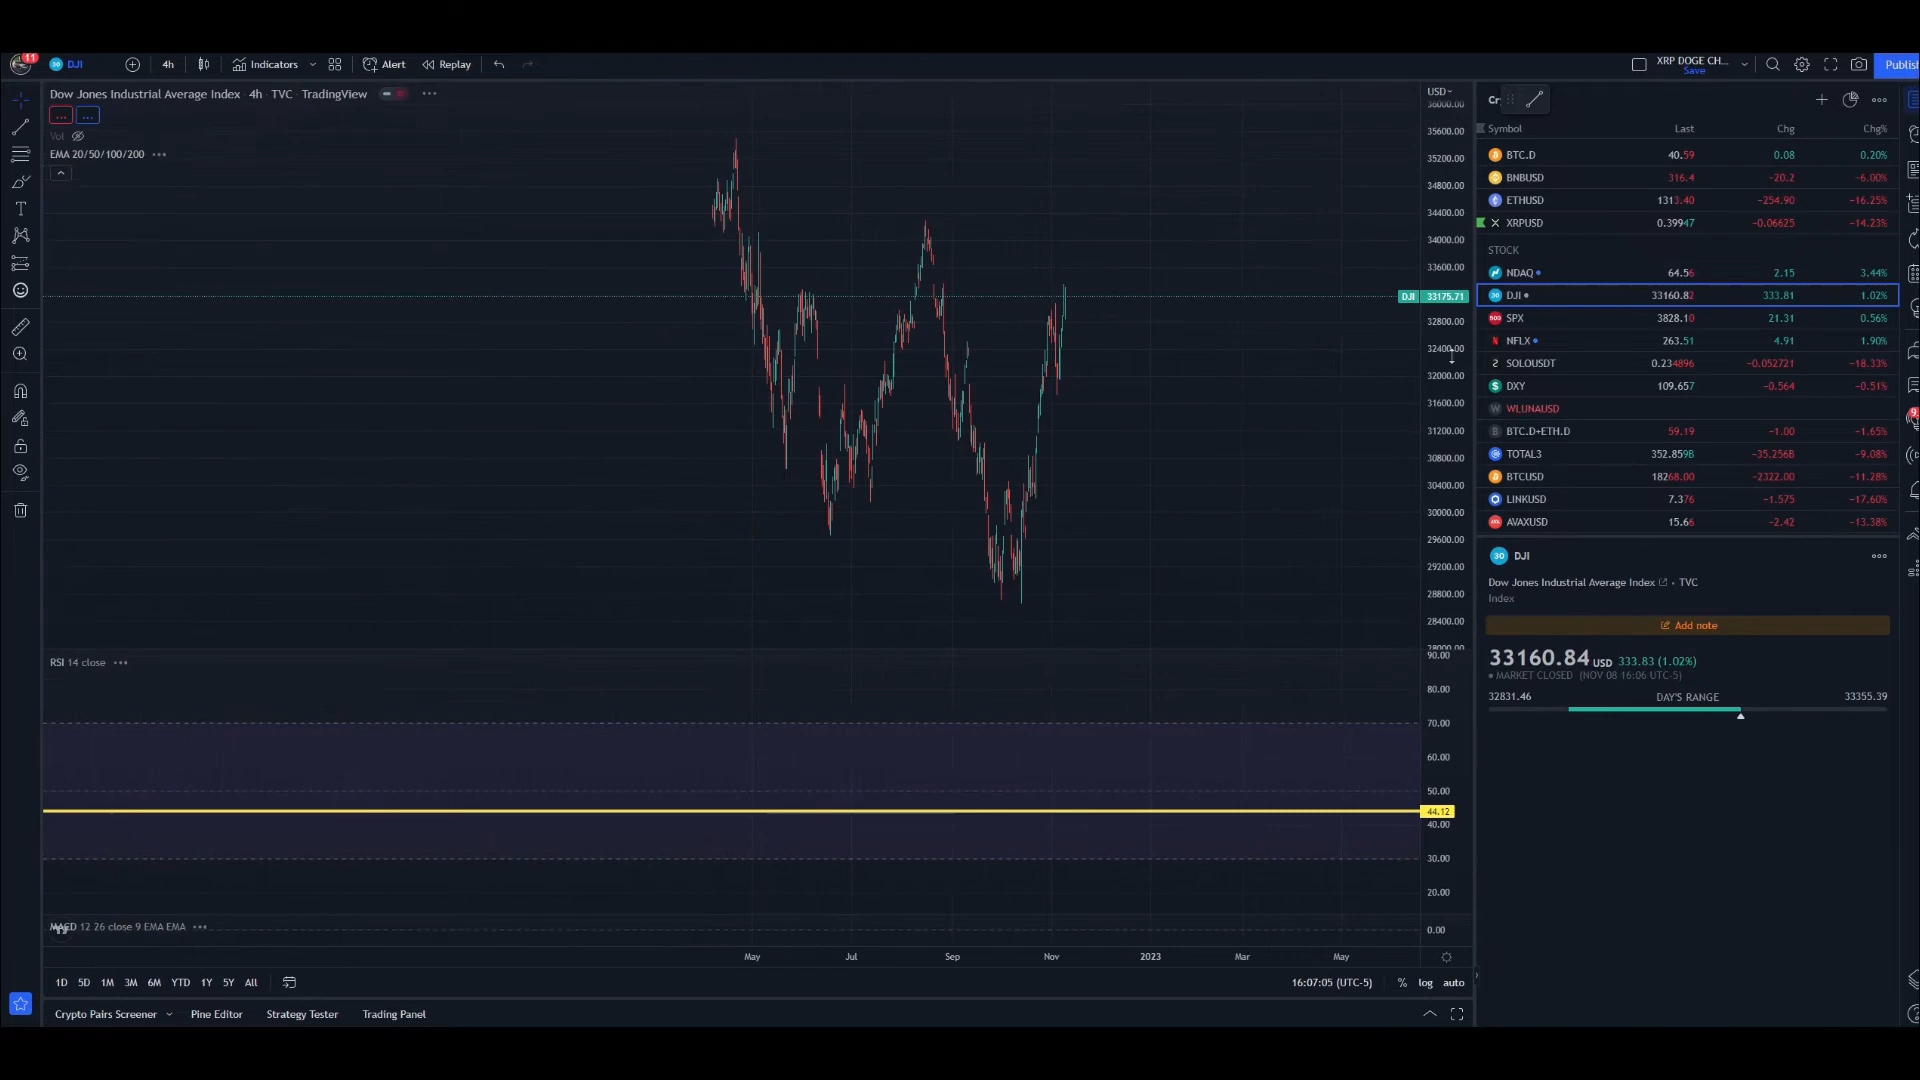 11
DJI
4h
Indicators
Alert
Replay
XRP DOGE CH...
Save
Publish
Dow Jones Industrial Average Index · 4h · TVC · TradingView
Vol
EMA 20/50/100/200
USD
36000.00
35600.00
35200.00
34800.00
34400.00
34000.00
33600.00
DJI 33175.71
32800.00
32400.00
32000.00
31600.00
31200.00
30800.00
30400.00
30000.00
29600.00
29200.00
28800.00
28400.00
28000.00
RSI 14 close
90.00
80.00
70.00
60.00
50.00
44.12
40.00
30.00
20.00
MACD 12 26 close 9 EMA EMA
0.00
May Jul Sep Nov 2023 Mar May
1D 5D 1M 3M 6M YTD 1Y 5Y All
16:07:05 (UTC-5) % log auto
Crypto Pairs Screener Pine Editor Strategy Tester Trading Panel
Symbol Last Chg Chg%
BTC.D 40.59 0.08 0.20%
BNBUSD 316.4 −20.2 −6.00%
ETHUSD 1313.40 −254.90 −16.25%
XRPUSD 0.39947 −0.06625 −14.23%
STOCK
NDAQ 64.56 2.15 3.44%
DJI 33160.82 333.81 1.02%
SPX 3828.10 21.31 0.56%
NFLX 263.51 4.91 1.90%
SOLOUSDT 0.234896 −0.052721 −18.33%
DXY 109.657 −0.564 −0.51%
WLUNAUSD
BTC.D+ETH.D 59.19 −1.00 −1.65%
TOTAL3 352.859B −35.256B −9.08%
BTCUSD 18268.00 −2322.00 −11.28%
LINKUSD 7.376 −1.575 −17.60%
AVAXUSD 15.66 −2.42 −13.38%
30 DJI
Dow Jones Industrial Average Index · TVC
Index
Add note
33160.84 USD 333.83 (1.02%)
MARKET CLOSED (NOV 08 16:06 UTC-5)
32831.46 DAY'S RANGE 33355.39